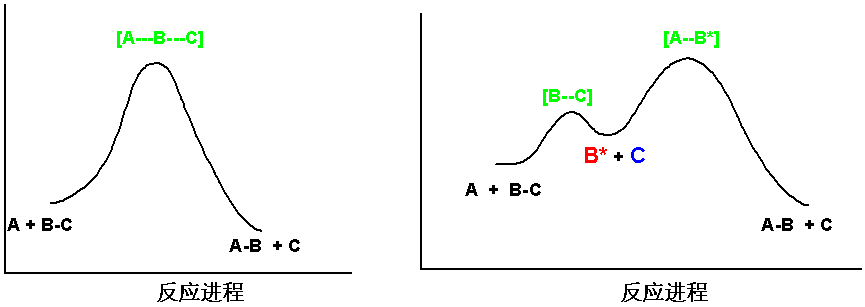 [A---B---C]
A + B-C
A-B + C
反应进程
[A--B*]
[B--C]
B* + C
A + B-C
A-B + C
反应进程